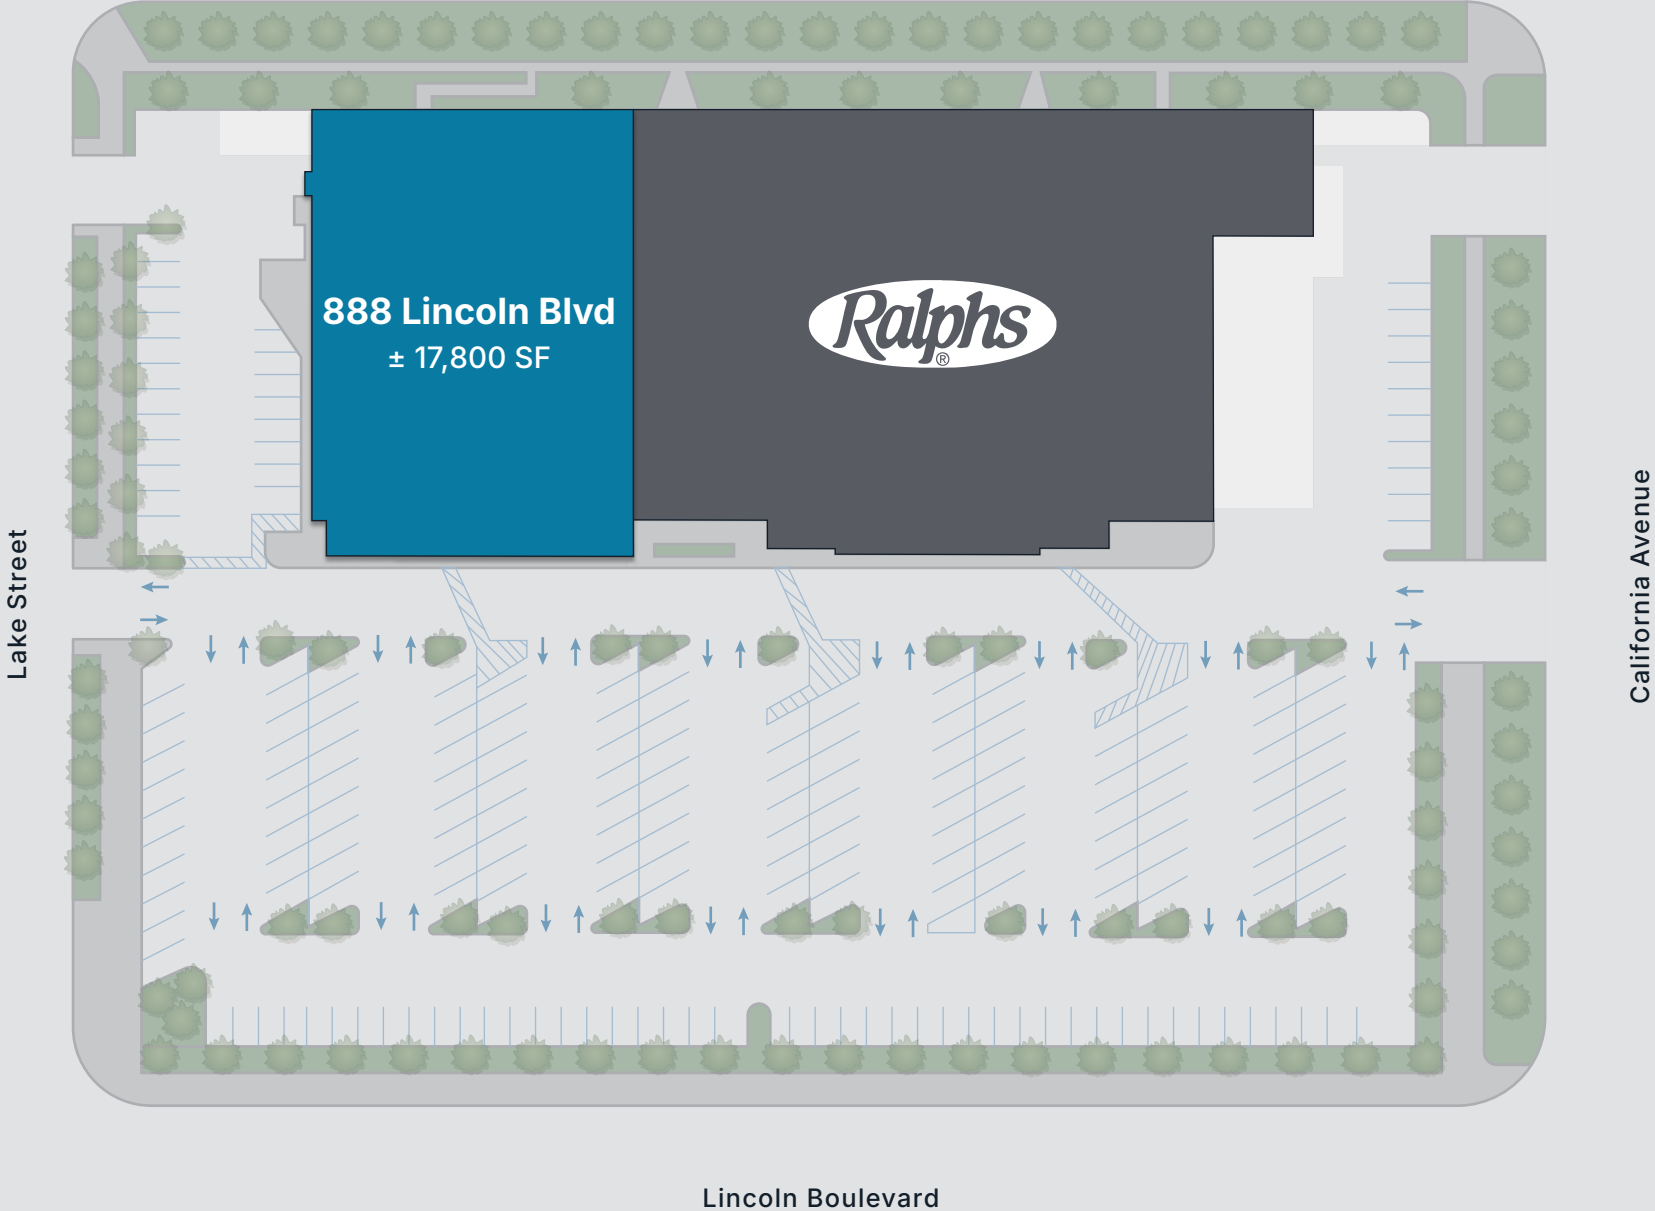 888 Lincoln Blvd
± 17,800 SF
Ralphs
®
Lake Street
California Avenue
Lincoln Boulevard